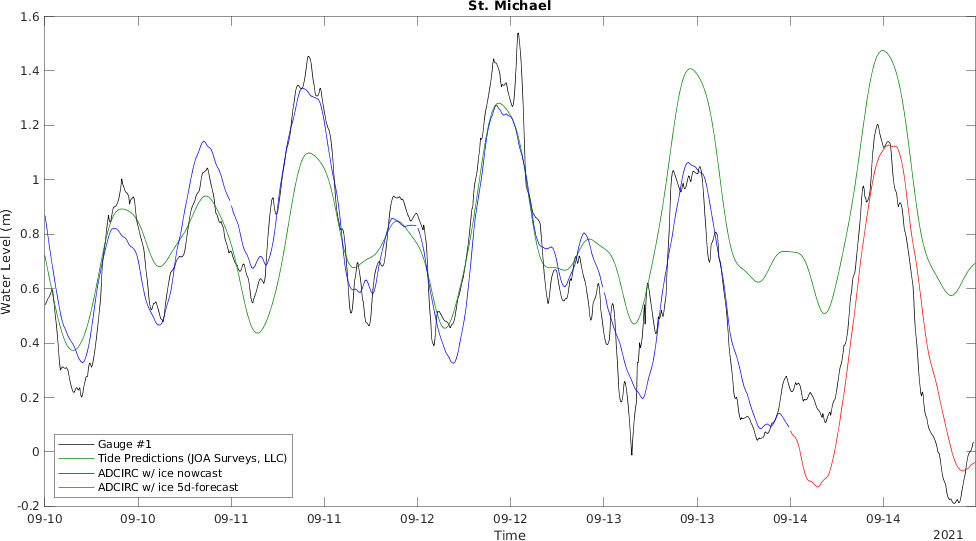 St. Michael
1.6
1.4
1.2
1
0.8
0.6
0.4
0.2
0
-0.2
Water Level (m)
Gauge #1
Tide Predictions (JOA Surveys, LLC)
ADCIRC w/ ice nowcast
ADCIRC w/ ice 5d-forecast
09-10 09-10 09-11 09-11 09-12 09-12 09-13 09-13 09-14 09-14
Time
2021